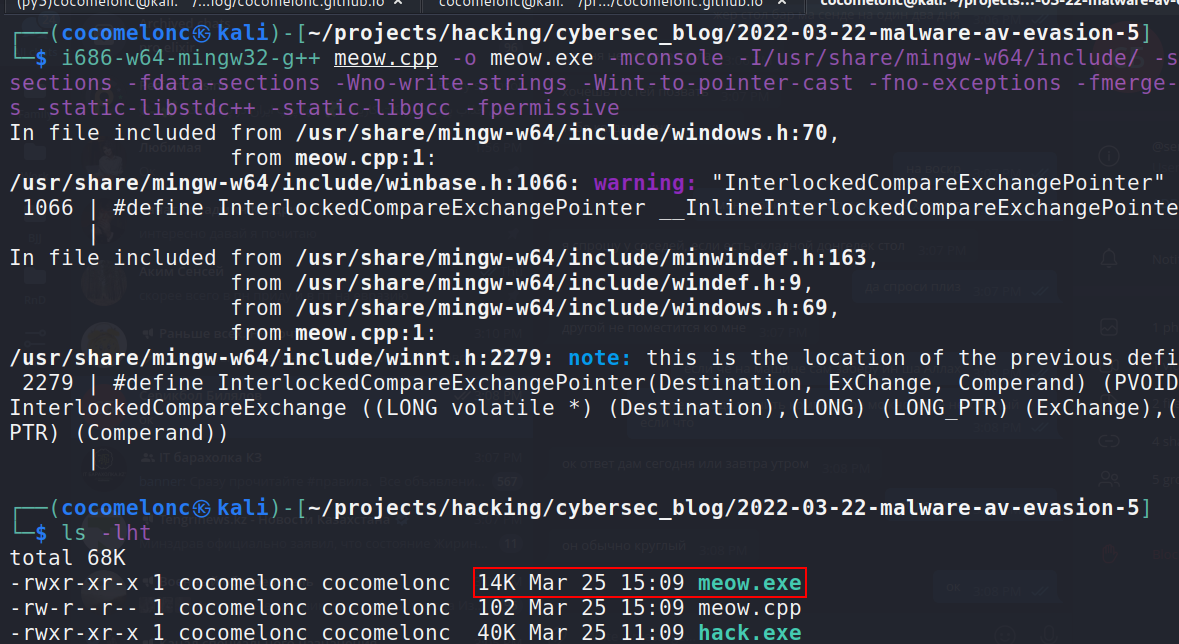 (py3)cocomelonc@kali: ~/...log/cocomelonc.github.io ×
cocomelonc@kali: ~/pr.../cocomelonc.github.io ×
cocomelonc@kali: ~/projects...-03-22-malware-av-
┌──(cocomelonc㉿kali)-[~/projects/hacking/cybersec_blog/2022-03-22-malware-av-evasion-5]
└─$ i686-w64-mingw32-g++ meow.cpp -o meow.exe -mconsole -I/usr/share/mingw-w64/include/ -s
sections -fdata-sections -Wno-write-strings -Wint-to-pointer-cast -fno-exceptions -fmerge-
s -static-libstdc++ -static-libgcc -fpermissive
In file included from /usr/share/mingw-w64/include/windows.h:70,
from meow.cpp:1:
/usr/share/mingw-w64/include/winbase.h:1066: warning: "InterlockedCompareExchangePointer"
1066 | #define InterlockedCompareExchangePointer __InlineInterlockedCompareExchangePointe
|
In file included from /usr/share/mingw-w64/include/minwindef.h:163,
from /usr/share/mingw-w64/include/windef.h:9,
from /usr/share/mingw-w64/include/windows.h:69,
from meow.cpp:1:
/usr/share/mingw-w64/include/winnt.h:2279: note: this is the location of the previous defi
2279 | #define InterlockedCompareExchangePointer(Destination, ExChange, Comperand) (PVOID
InterlockedCompareExchange ((LONG volatile *) (Destination),(LONG) (LONG_PTR) (ExChange),(
PTR) (Comperand))
|
┌──(cocomelonc㉿kali)-[~/projects/hacking/cybersec_blog/2022-03-22-malware-av-evasion-5]
└─$ ls -lht
total 68K
-rwxr-xr-x 1 cocomelonc cocomelonc 14K Mar 25 15:09 meow.exe
-rw-r--r-- 1 cocomelonc cocomelonc 102 Mar 25 15:09 meow.cpp
-rwxr-xr-x 1 cocomelonc cocomelonc 40K Mar 25 11:09 hack.exe